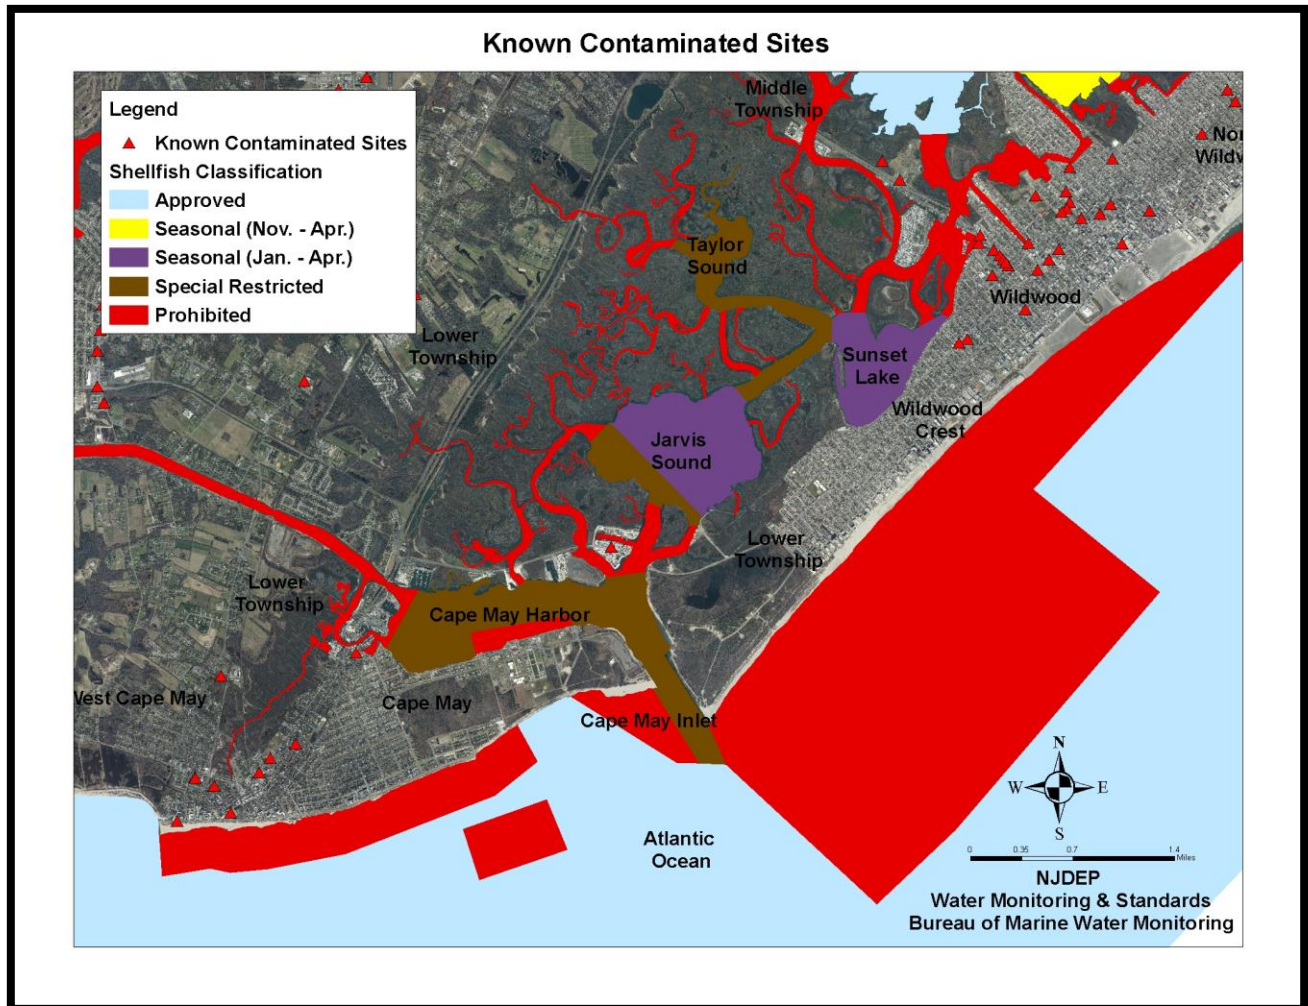 Known Contaminated Sites
Legend
Known Contaminated Sites
Shellfish Classification
Approved
Seasonal (Nov. - Apr.)
Seasonal (Jan. - Apr.)
Special Restricted
Prohibited
Middle
Township
Taylor
Sound
Wildwood
Lower
Township
Sunset
Lake
Wildwood
Crest
Jarvis
Sound
Lower
Township
Lower
Township
Cape May Harbor
West Cape May
Cape May
Cape May Inlet
Atlantic
Ocean
N
W
E
S
0
0.35
0.7
1.4
Miles
NJDEP
Water Monitoring & Standards
Bureau of Marine Water Monitoring